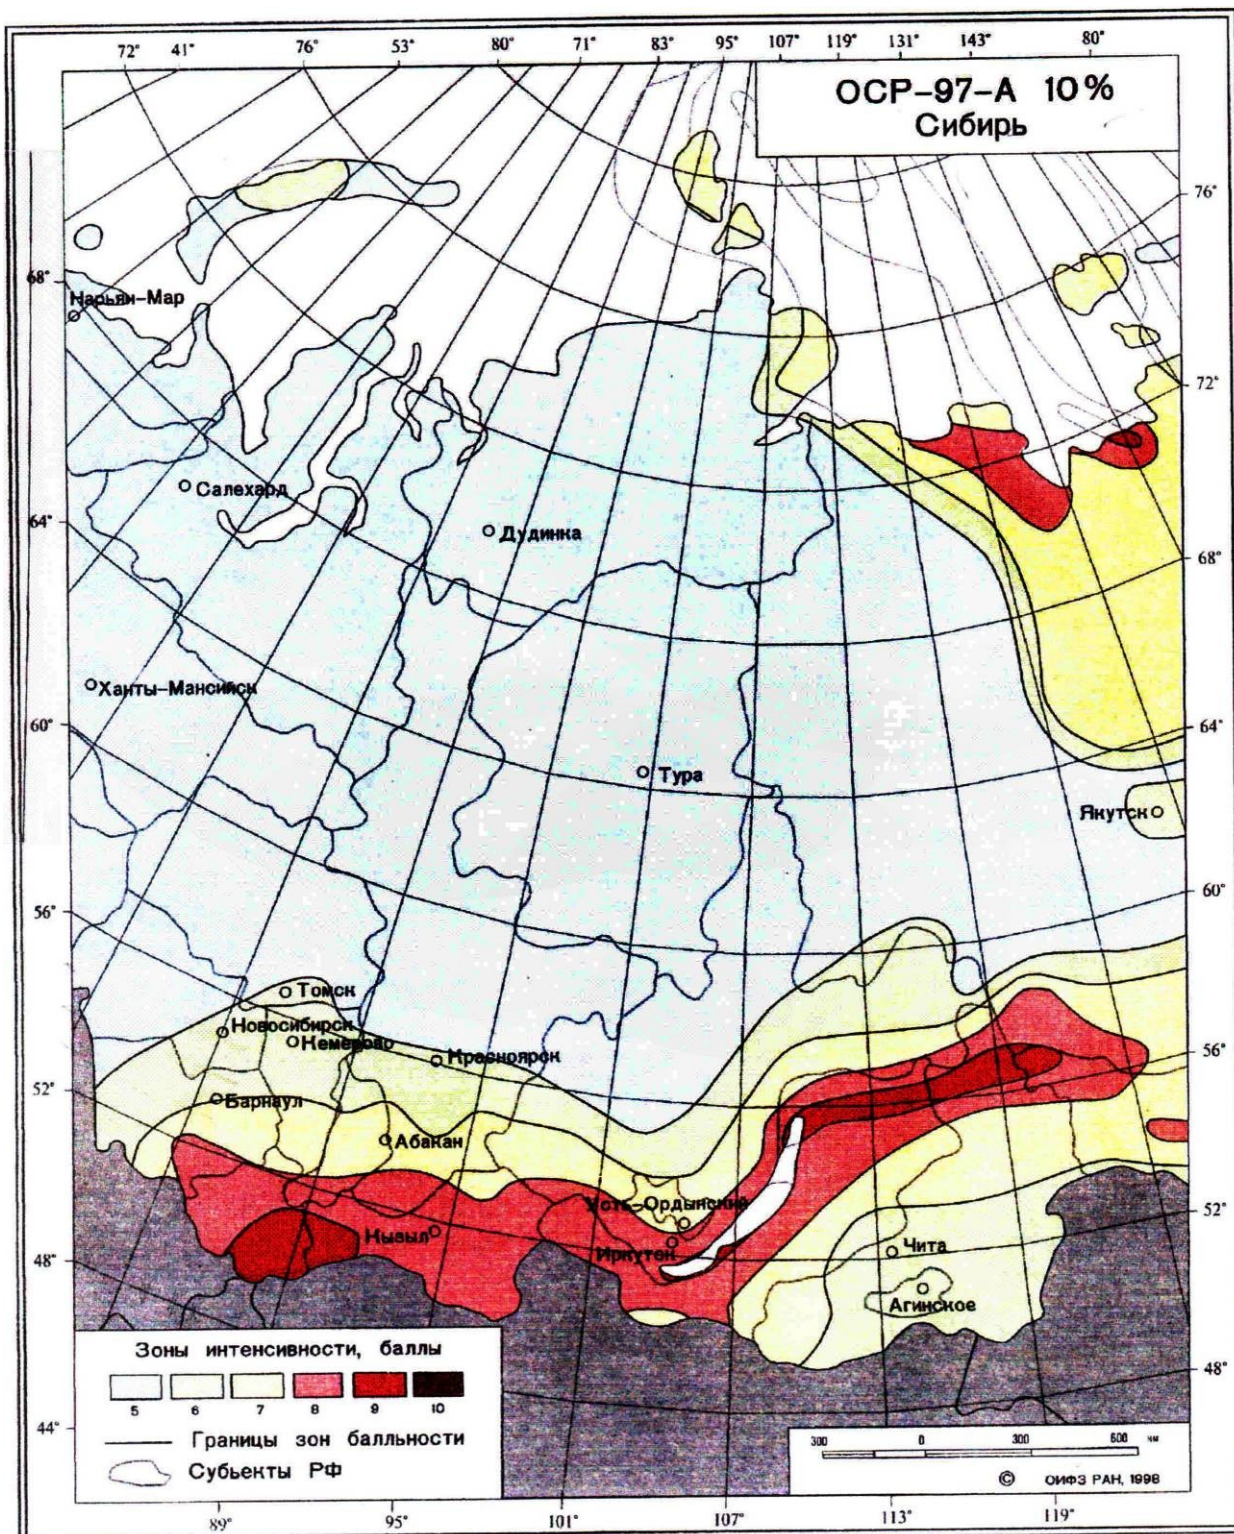 72° 41° 76° 53° 80° 71° 83° 95° 107° 119° 131° 143° 80°
ОСР-97-А 10%
Сибирь
76°
68°
Нарьян-Мар
72°
Салехард
64°
Дудинка
68°
Ханты-Мансийск
60°
64°
Тура
Якутск
60°
56°
Томск
Новосибирск
Кемерово
Красноярск
56°
52°
Барнаул
Абакан
Усть-Ордынский
52°
Кызыл
Иркутск
Чита
48°
Агинское
Зоны интенсивности, баллы
5 6 7 8 9 10
48°
44°
Границы зон балльности
Субъекты РФ
300 0 300 600 км
© ОИФЗ РАН, 1998
89° 95° 101° 107° 113° 119°